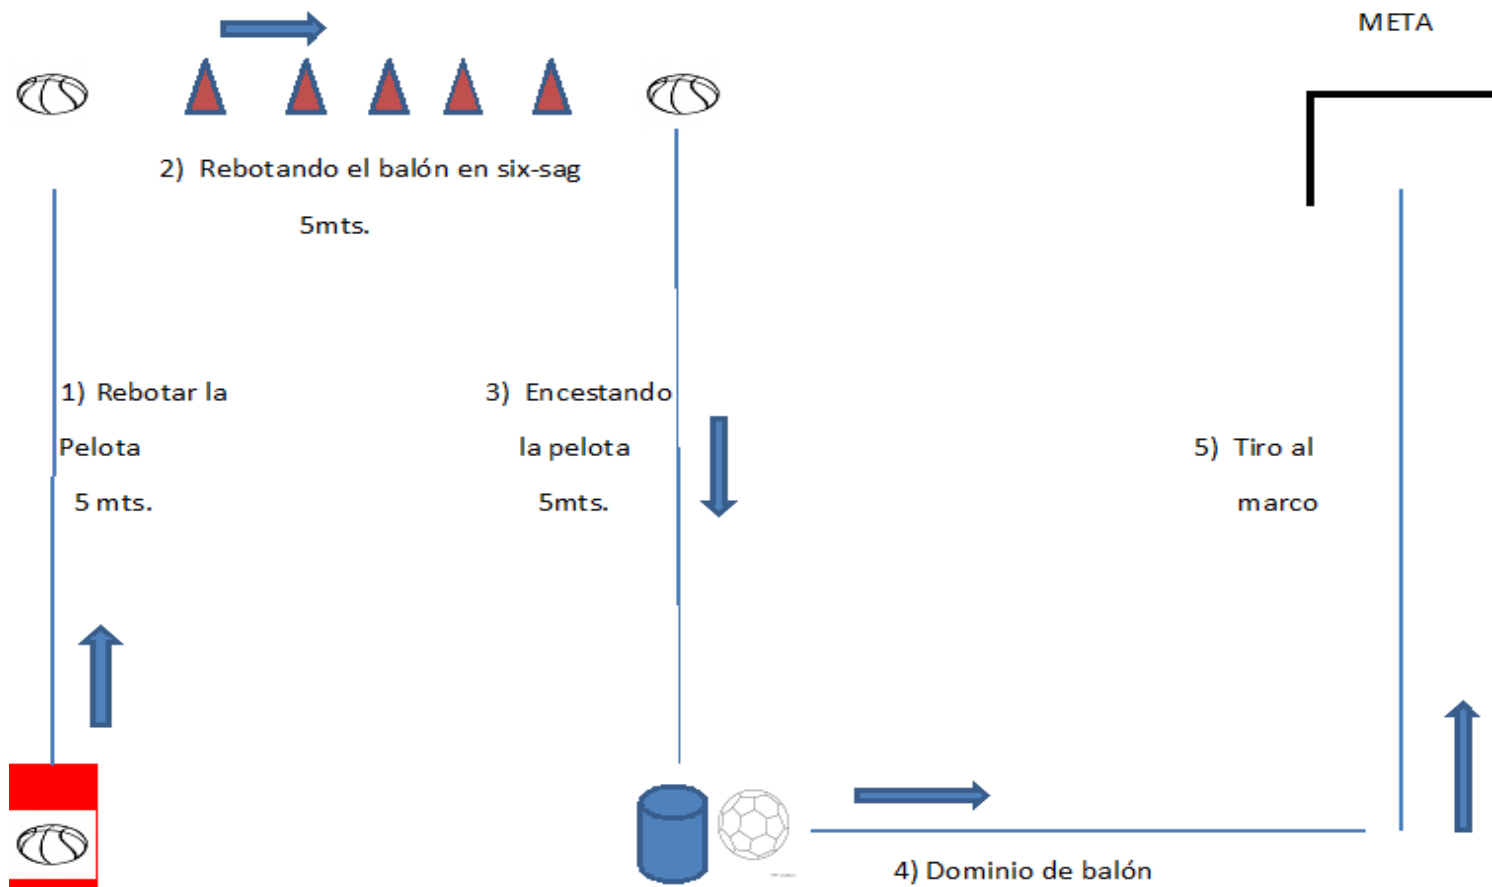 META
2) Rebotando el balón en six-sag
5mts.
1) Rebotar la
Pelota
5 mts.
3) Encestando
la pelota
5mts.
5) Tiro al
marco
4) Dominio de balón